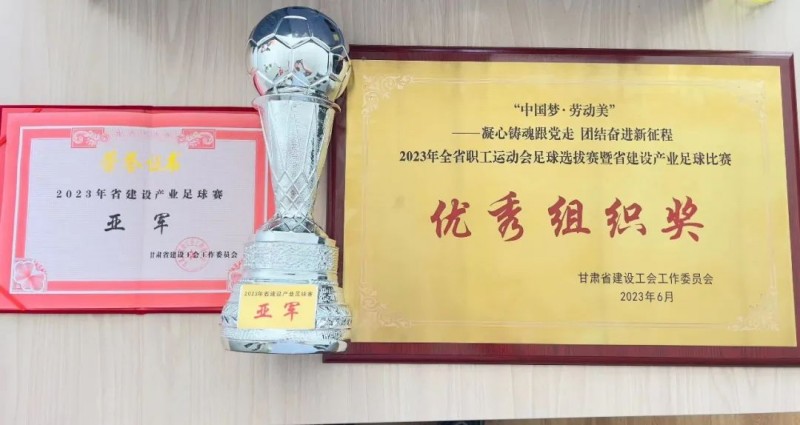 荣誉证书
2023年省建设产业足球赛
亚军
甘肃省建设工会工作委员会
2023年省建设产业足球赛
亚军
“中国梦·劳动美”
——凝心铸魂跟党走 团结奋进新征程
2023年全省职工运动会足球选拔赛暨省建设产业足球比赛
优秀组织奖
甘肃省建设工会工作委员会
2023年6月